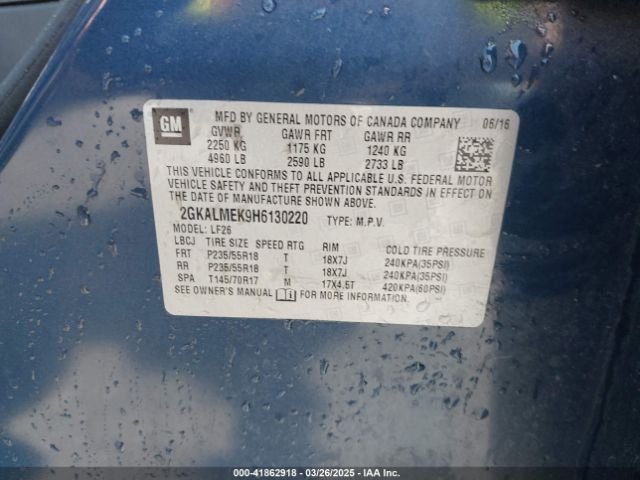 GM
MFD BY GENERAL MOTORS OF CANADA COMPANY 06/16
GVWR GAWR FRT GAWR RR
2250 KG 1175 KG 1240 KG
4960 LB 2590 LB 2733 LB
THIS VEHICLE CONFORMS TO ALL APPLICABLE U.S. FEDERAL MOTOR
VEHICLE SAFETY AND THEFT PREVENTION STANDARDS IN EFFECT ON THE
DATE OF MANUFACTURE SHOWN ABOVE.
2GKALMEK9H6130220 TYPE: M.P.V.
MODEL: LF26
LBCJ TIRE SIZE SPEED RTG RIM COLD TIRE PRESSURE
FRT P235/55R18 T 18X7J 240KPA(35PSI)
RR P235/55R18 T 18X7J 240KPA(35PSI)
SPA T145/70R17 M 17X4.5T 420KPA(60PSI)
SEE OWNER'S MANUAL FOR MORE INFORMATION.
000-41862918 - 03/26/2025 - IAA Inc.